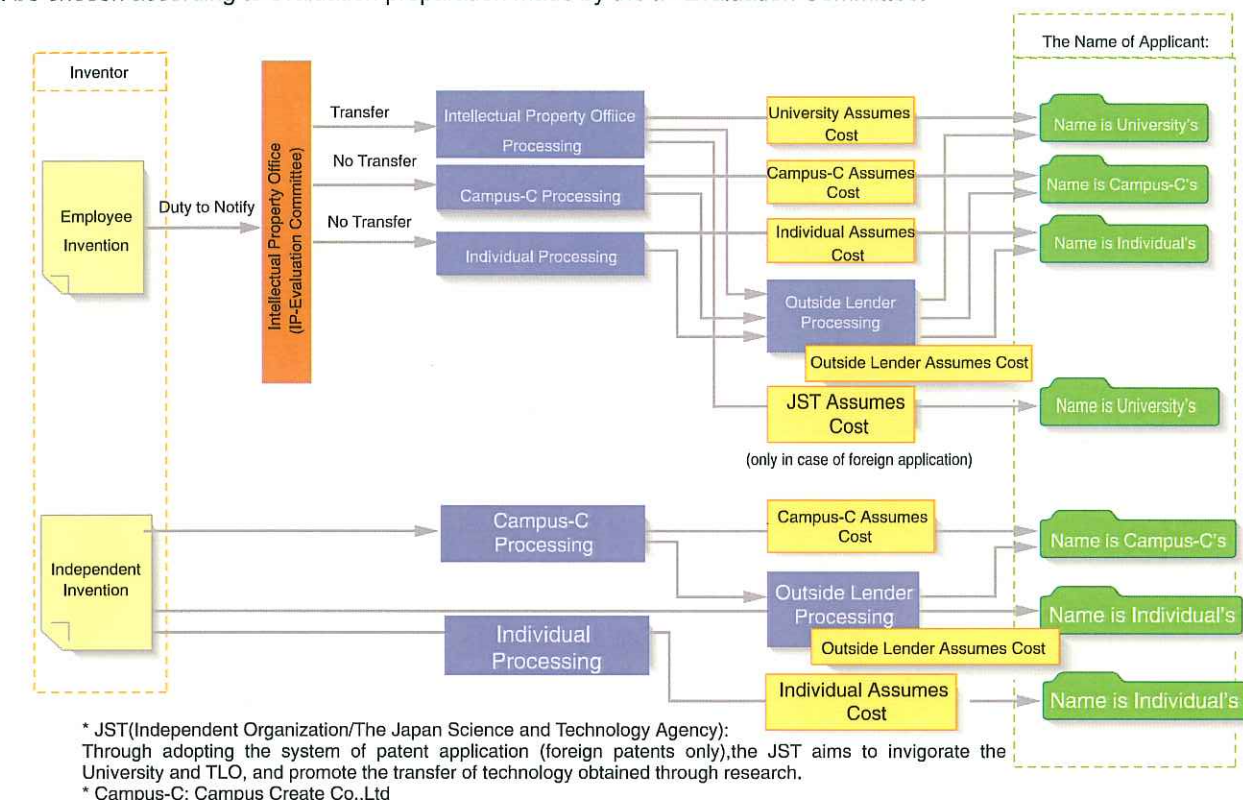 The Name of Applicant:
Inventor
Employee
Invention
Duty to Notify
Intellectual Property Office
(IP-Evaluation Committee)
Transfer
No Transfer
No Transfer
Intellectual Property Offiice
Processing
Campus-C Processing
Individual Processing
University Assumes
Cost
Campus-C Assumes
Cost
Individual Assumes
Cost
Outside Lender
Processing
Outside Lender Assumes Cost
JST Assumes
Cost
(only in case of foreign application)
Name is University's
Name is Campus-C's
Name is Individual's
Name is University's
Independent
Invention
Campus-C
Processing
Individual
Processing
Campus-C Assumes
Cost
Outside Lender
Processing
Outside Lender Assumes Cost
Individual Assumes
Cost
Name is Campus-C's
Name is Individual's
Name is Individual's
* JST(Independent Organization/The Japan Science and Technology Agency):
Through adopting the system of patent application (foreign patents only),the JST aims to invigorate the
University and TLO, and promote the transfer of technology obtained through research.
* Campus-C: Campus Create Co.,Ltd